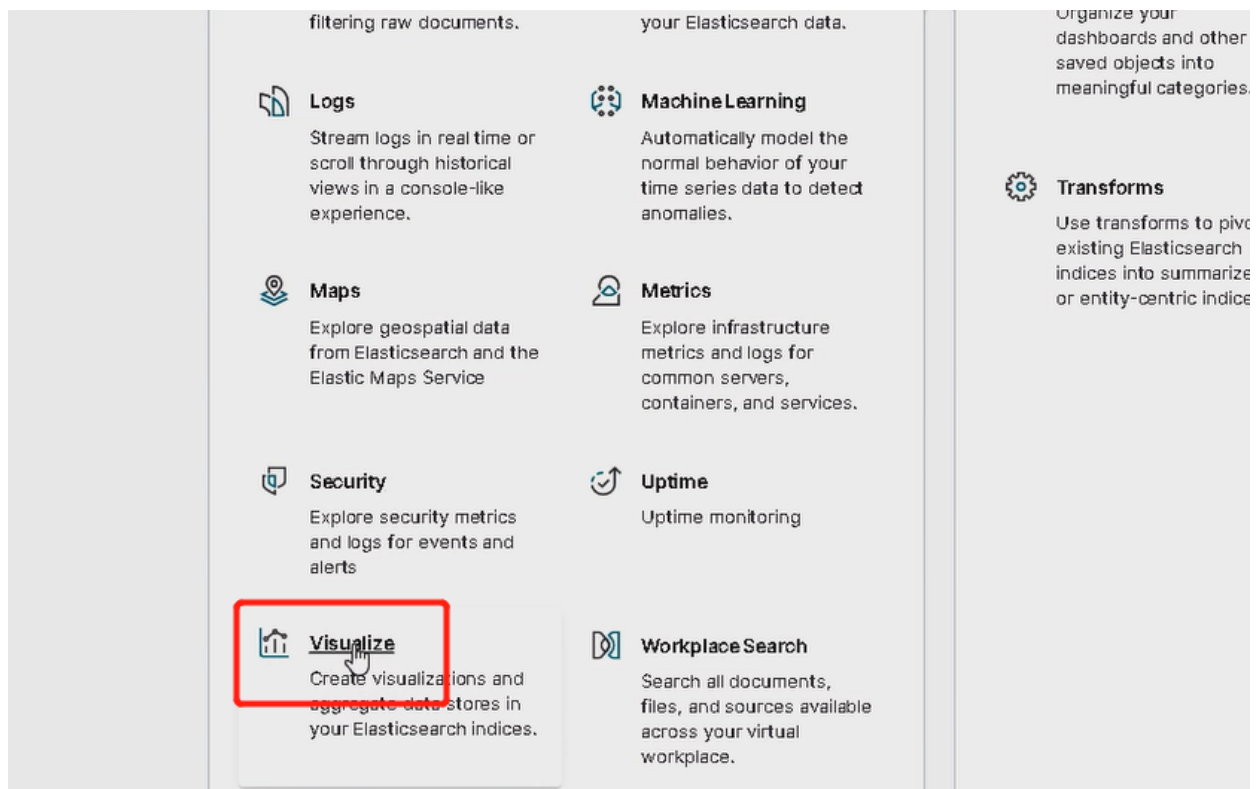 filtering raw documents.
Logs
Stream logs in real time or
scroll through historical
views in a console-like
experience.
Maps
Explore geospatial data
from Elasticsearch and the
Elastic Maps Service
Security
Explore security metrics
and logs for events and
alerts
Visualize
Create visualizations and
aggregate data stores in
your Elasticsearch indices.
your Elasticsearch data.
Machine Learning
Automatically model the
normal behavior of your
time series data to detect
anomalies.
Metrics
Explore infrastructure
metrics and logs for
common servers,
containers, and services.
Uptime
Uptime monitoring
Workplace Search
Search all documents,
files, and sources available
across your virtual
workplace.
Organize your
dashboards and other
saved objects into
meaningful categories.
Transforms
Use transforms to
existing Elasticsearch
indices into
or entity-centric